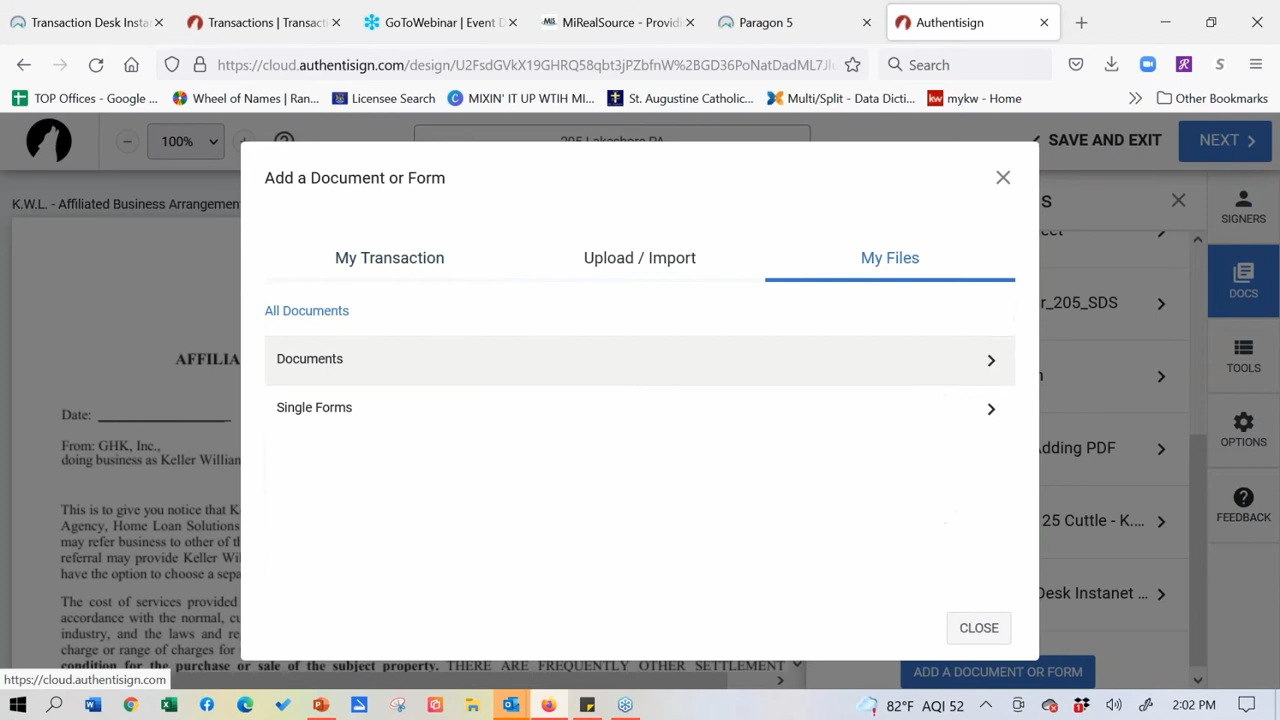 Transaction Desk Insta
Transactions | Transact
GoToWebinar | Event D
MiRealSource - Providi
Paragon 5
Authentisign
https://cloud.authentisign.com/design/U2FsdGVkX19GHRQ58qbt3jPZbfnW%2BGD36PoNatDadML7Jl
Search
TOP Offices - Google ...
Wheel of Names | Ran...
Licensee Search
MIXIN' IT UP WTIH MI...
St. Augustine Catholic...
Multi/Split - Data Dicti...
mykw - Home
Other Bookmarks
100%
205 Lakeshore PA
SAVE AND EXIT
NEXT
K.W.L. - Affiliated Business Arrangemen
Add a Document or Form
S
SIGNERS
My Transaction
Upload / Import
My Files
All Documents
Documents
Single Forms
CLOSE
r_205_SDS
DOCS
AFFILIA
TOOLS
Date:
From: GHK, Inc.,
doing business as Keller William
OPTIONS
Adding PDF
This is to give you notice that K
Agency, Home Loan Solutions
may refer business to other of th
referral may provide Keller Wil
have the option to choose a sepa
25 Cuttle - K....
FEEDBACK
Desk Instanet ...
The cost of services provided
accordance with the normal, cu
industry, and the laws and re
charge or range of charges for
condition for the purchase or sale of the subject property. THERE ARE FREQUENTLY OTHER SETTLEMENT
ADD A DOCUMENT OR FORM
https://cloud.authentisign.com
82°F AQI 52
2:02 PM